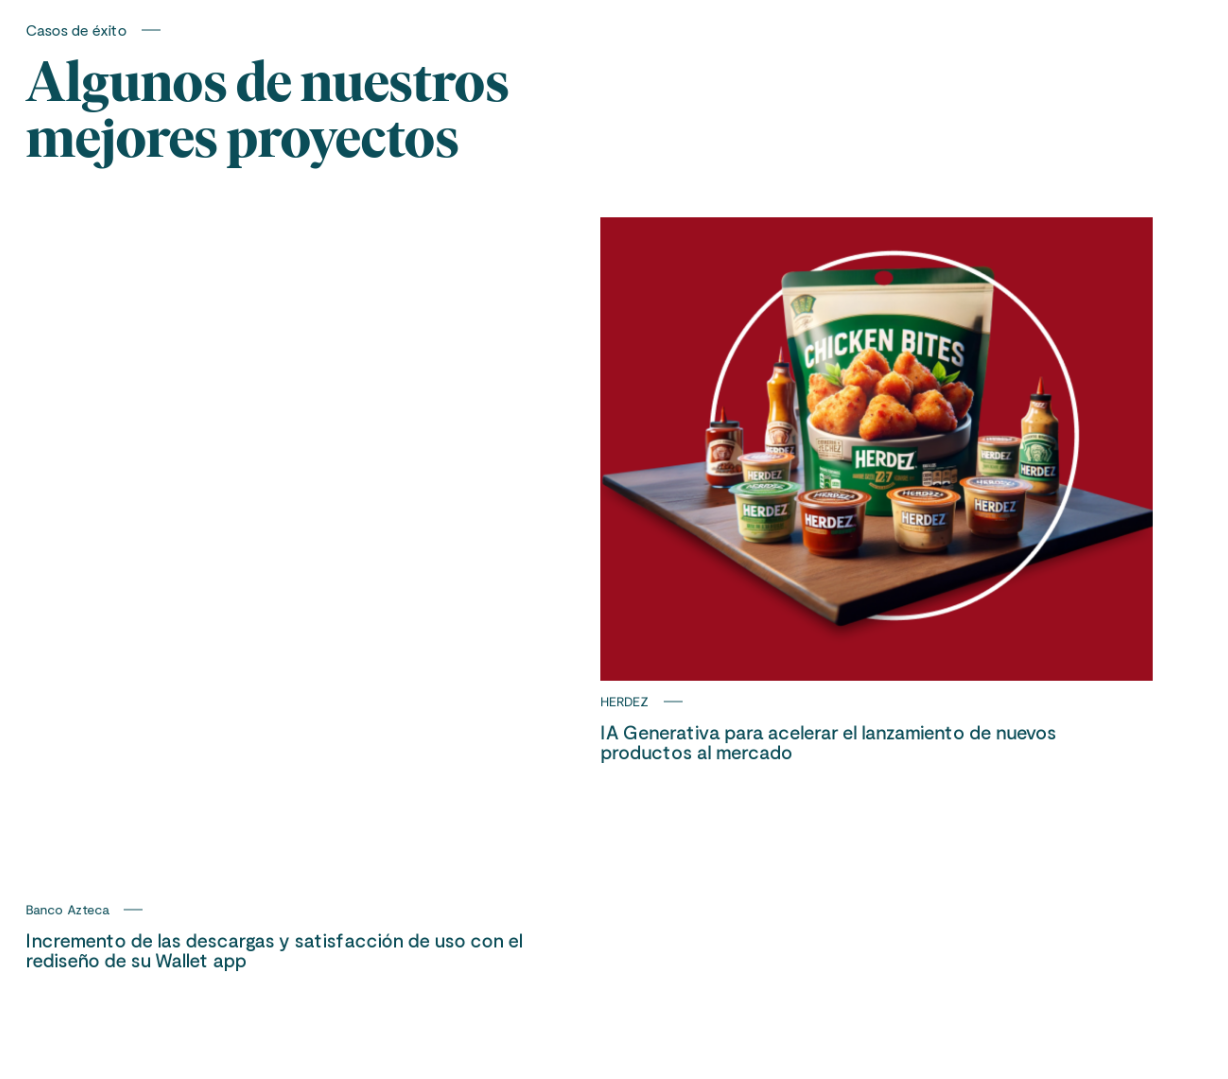 Casos de éxito
Algunos de nuestros
mejores proyectos
CHICKEN BITES
HERDEZ
HERDEZ
HERDEZ
HERDEZ
HERDEZ
HERDEZ
HERDEZ
HERDEZ
HERDEZ
HERDEZ
IA Generativa para acelerar el lanzamiento de nuevos
productos al mercado
Banco Azteca
Incremento de las descargas y satisfacción de uso con el
rediseño de su Wallet app